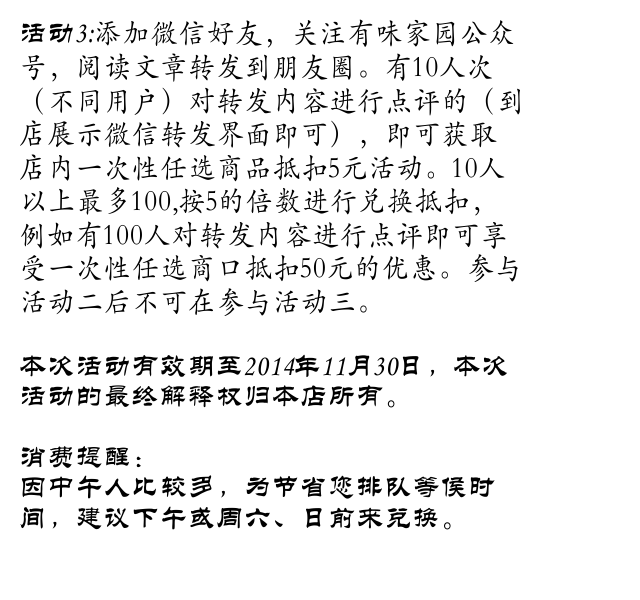 活动3:添加微信好友，关注有味家园公众
号，阅读文章转发到朋友圈。有10人次
（不同用户）对转发内容进行点评的（到
店展示微信转发界面即可），即可获取
店内一次性任选商品抵扣5元活动。10人
以上最多100,按5的倍数进行兑换抵扣，
例如有100人对转发内容进行点评即可享
受一次性任选商口抵扣50元的优惠。参与
活动二后不可在参与活动三。
本次活动有效期至2014年11月30日，本次
活动的最终解释权归本店所有。
消费提醒：
因中午人比较多，为节省您排队等侯时
间，建议下午或周六、日前来兑换。